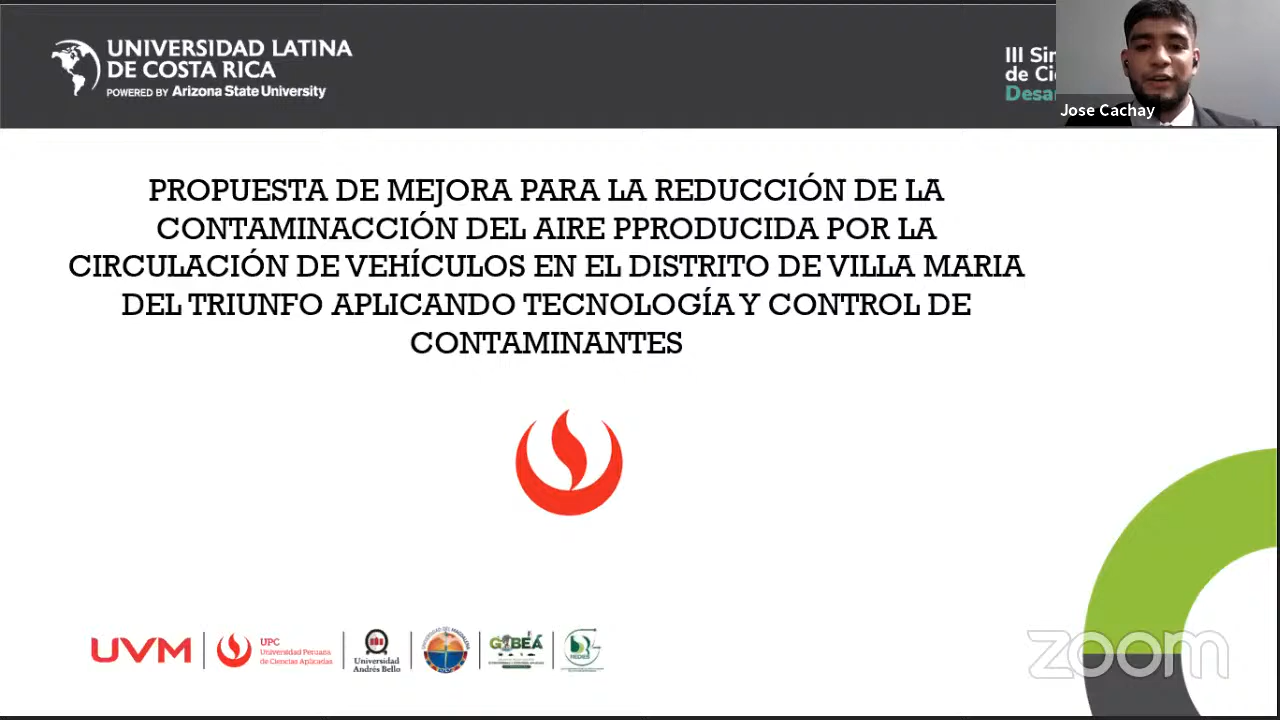 UNIVERSIDAD LATINA
DE COSTA RICA
POWERED BY Arizona State University
III Sim
de Ci
Desa
Jose Cachay
PROPUESTA DE MEJORA PARA LA REDUCCIÓN DE LA
CONTAMINACCIÓN DEL AIRE PPRODUCIDA POR LA
CIRCULACIÓN DE VEHÍCULOS EN EL DISTRITO DE VILLA MARIA
DEL TRIUNFO APLICANDO TECNOLOGÍA Y CONTROL DE
CONTAMINANTES
UVM
UPC
Universidad Peruana
de Ciencias Aplicadas
Universidad
Andrés Bello
GIBEA
REDIES
zoom